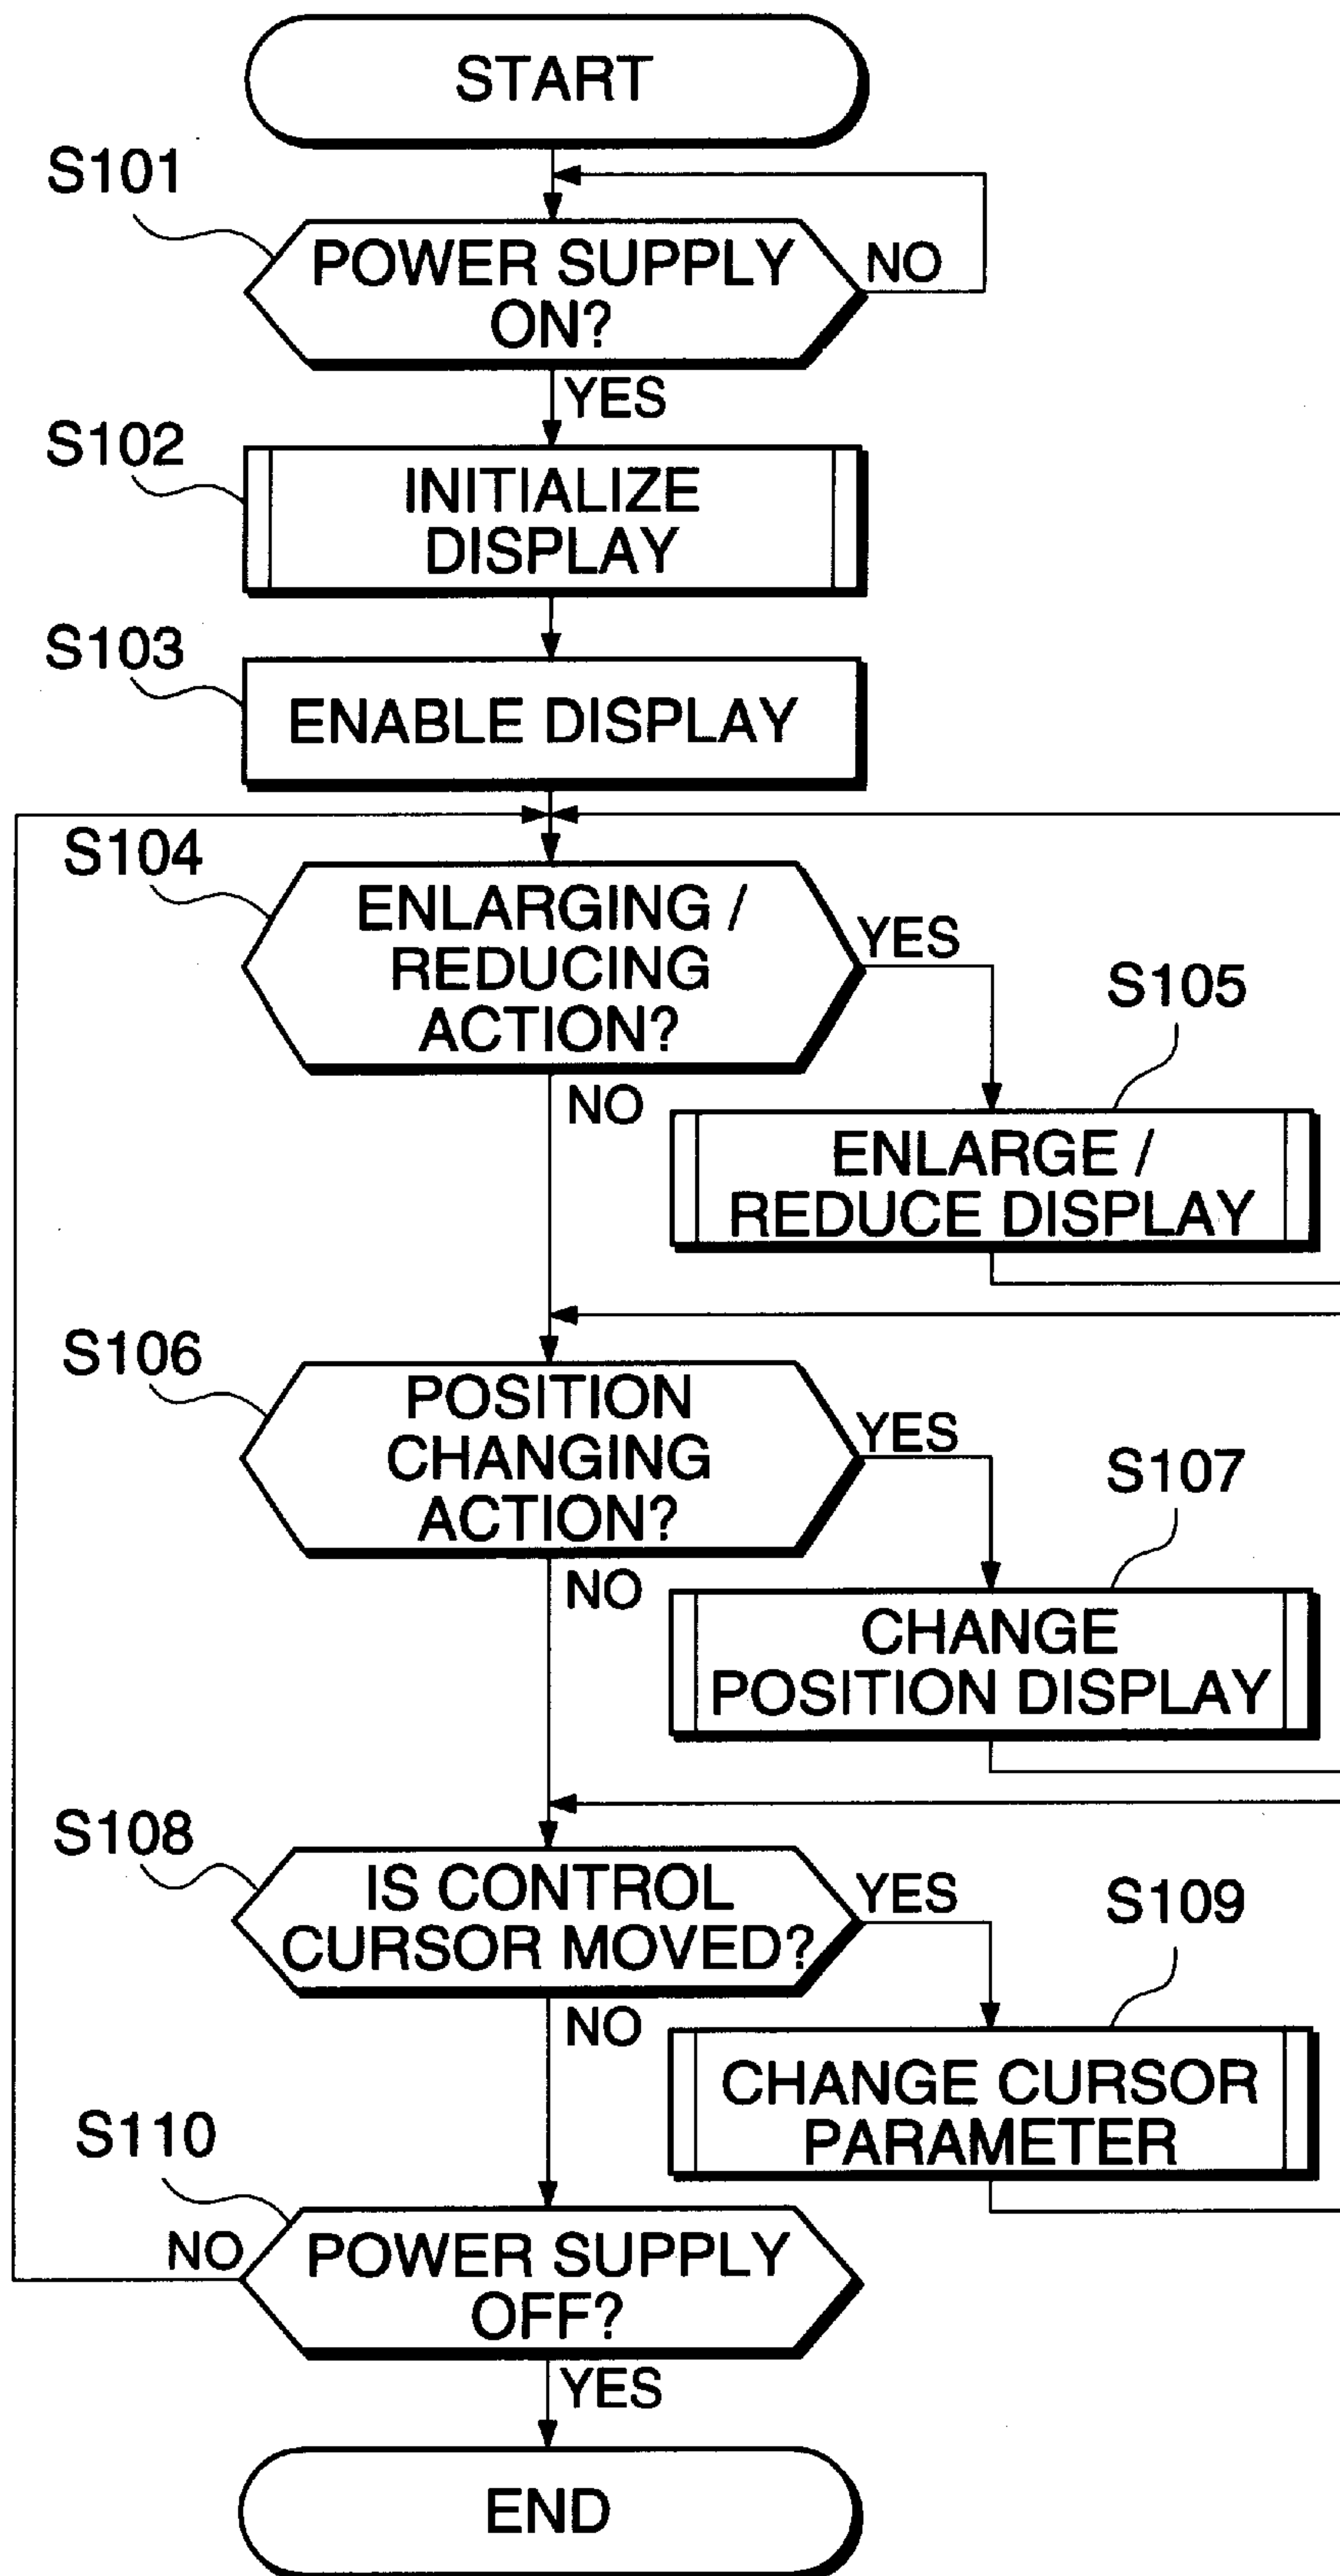 START
S101
POWER SUPPLY
ON?
NO
YES
S102
INITIALIZE
DISPLAY
S103
ENABLE DISPLAY
S104
ENLARGING /
REDUCING
ACTION?
YES
NO
S105
ENLARGE /
REDUCE DISPLAY
S106
POSITION
CHANGING
ACTION?
YES
NO
S107
CHANGE
POSITION DISPLAY
S108
IS CONTROL
CURSOR MOVED?
YES
NO
S109
CHANGE CURSOR
PARAMETER
S110
NO
POWER SUPPLY
OFF?
YES
END